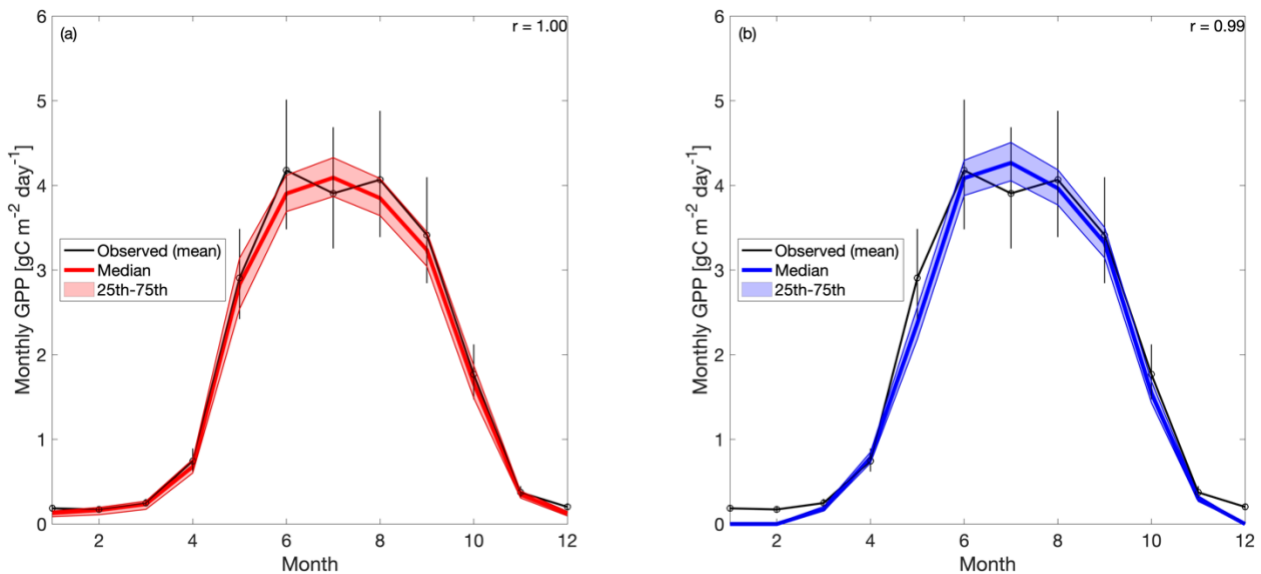 (a)
r = 1.00
6
5
4
3
2
1
0
Monthly GPP [gC m⁻² day⁻¹]
Observed (mean)
Median
25th-75th
2 4 6 8 10 12
Month
(b)
r = 0.99
6
5
4
3
2
1
0
Monthly GPP [gC m⁻² day⁻¹]
Observed (mean)
Median
25th-75th
2 4 6 8 10 12
Month